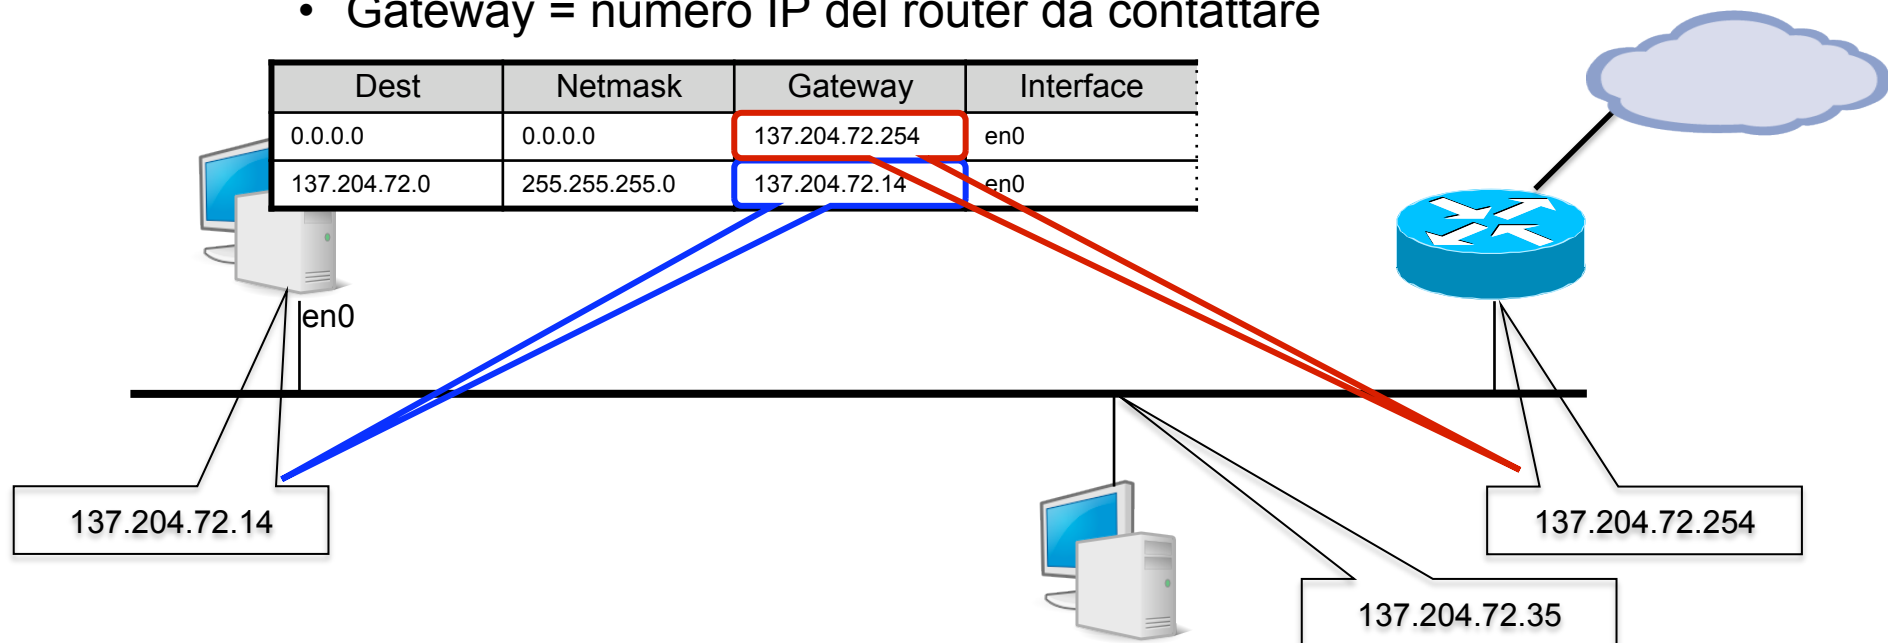 • Gateway = numero IP del router da contattare
Dest Netmask Gateway Interface
0.0.0.0 0.0.0.0 137.204.72.254 en0
137.204.72.0 255.255.255.0 137.204.72.14 en0
en0
137.204.72.14
137.204.72.254
137.204.72.35